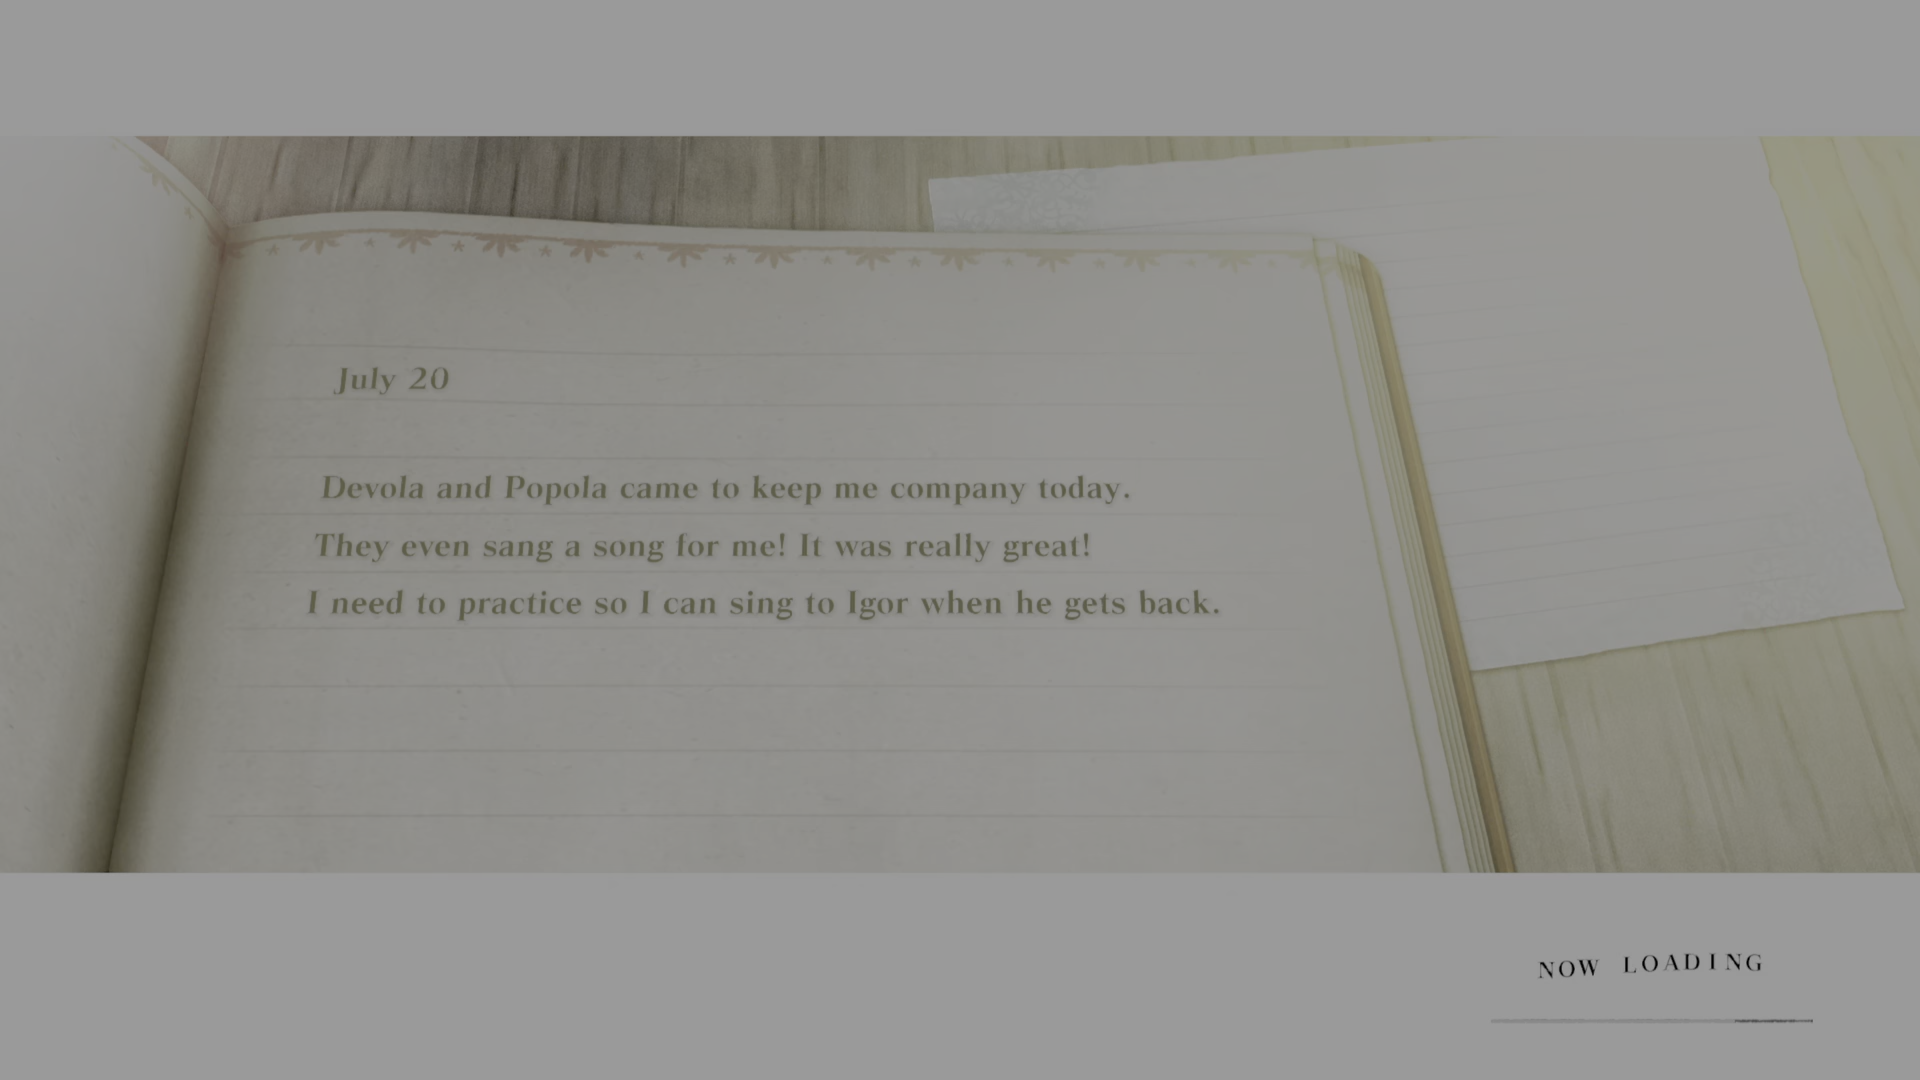 July 20
Devola and Popola came to keep me company today.
They even sang a song for me! It was really great!
I need to practice so I can sing to Igor when he gets back.
NOW LOADING